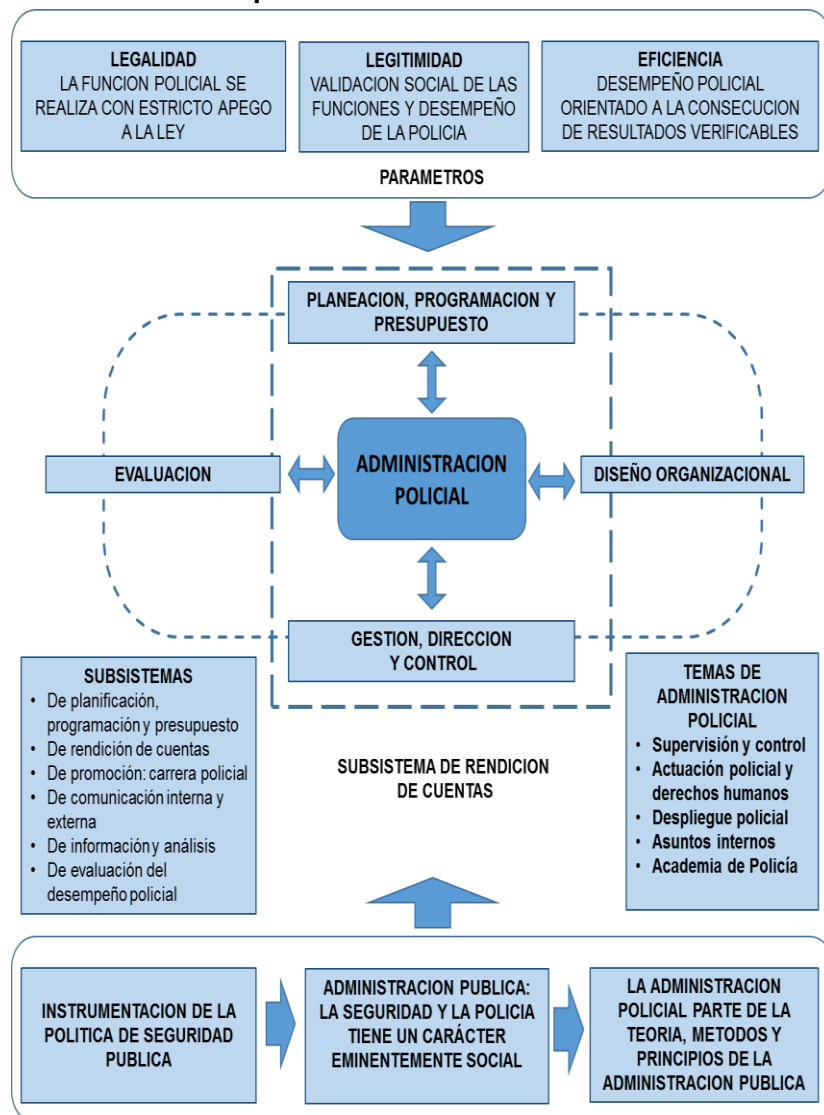 LEGALIDAD
LA FUNCION POLICIAL SE
REALIZA CON ESTRICTO APEGO
A LA LEY
LEGITIMIDAD
VALIDACION SOCIAL DE LAS
FUNCIONES Y DESEMPEÑO
DE LA POLICIA
EFICIENCIA
DESEMPEÑO POLICIAL
ORIENTADO A LA CONSECUCION
DE RESULTADOS VERIFICABLES
PARAMETROS
PLANEACION, PROGRAMACION Y
PRESUPUESTO
EVALUACION
ADMINISTRACION
POLICIAL
DISEÑO ORGANIZACIONAL
GESTION, DIRECCION
Y CONTROL
SUBSISTEMAS
• De planificación,
programación y presupuesto
• De rendición de cuentas
• De promoción: carrera policial
• De comunicación interna y
externa
• De información y análisis
• De evaluación del
desempeño policial
SUBSISTEMA DE RENDICION
DE CUENTAS
TEMAS DE
ADMINISTRACION
POLICIAL
• Supervisión y control
• Actuación policial y
derechos humanos
• Despliegue policial
• Asuntos internos
• Academia de Policía
INSTRUMENTACION DE LA
POLITICA DE SEGURIDAD
PUBLICA
ADMINISTRACION PUBLICA:
LA SEGURIDAD Y LA POLICIA
TIENE UN CARÁCTER
EMINENTEMENTE SOCIAL
LA ADMINISTRACION
POLICIAL PARTE DE LA
TEORIA, METODOS Y
PRINCIPIOS DE LA
ADMINISTRACION PUBLICA